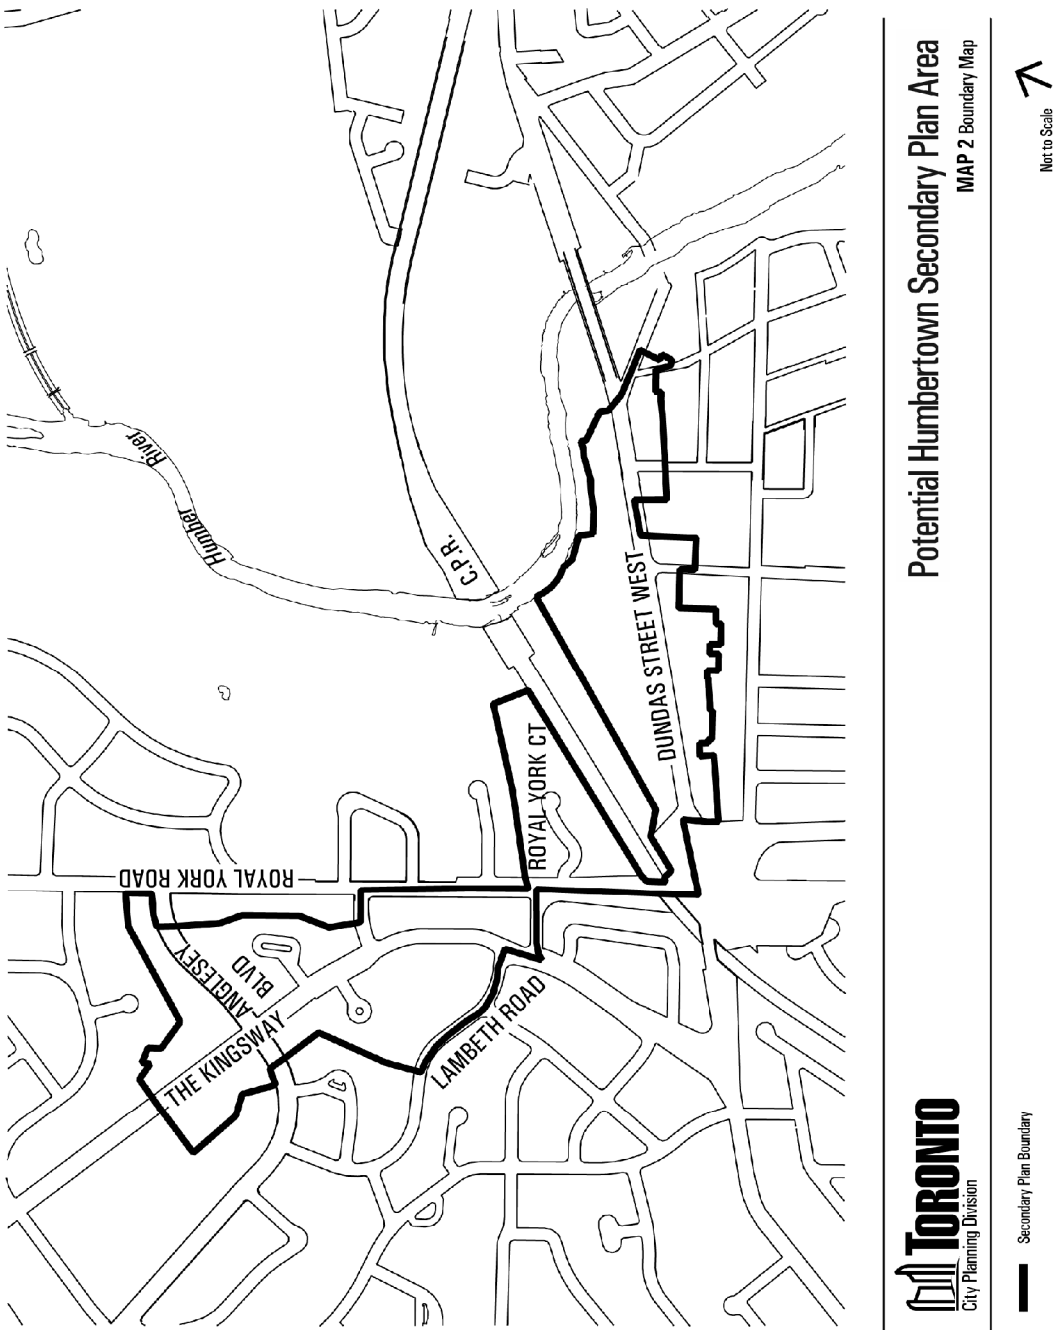 Humber River
C.P.R.
DUNDAS STREET WEST
ROYAL YORK CT
ROYAL YORK ROAD
ANGLESEY
BLVD
THE KINGSWAY
LAMBETH ROAD
TORONTO
City Planning Division
Potential Humbertown Secondary Plan Area
MAP 2 Boundary Map
Secondary Plan Boundary
Not to Scale